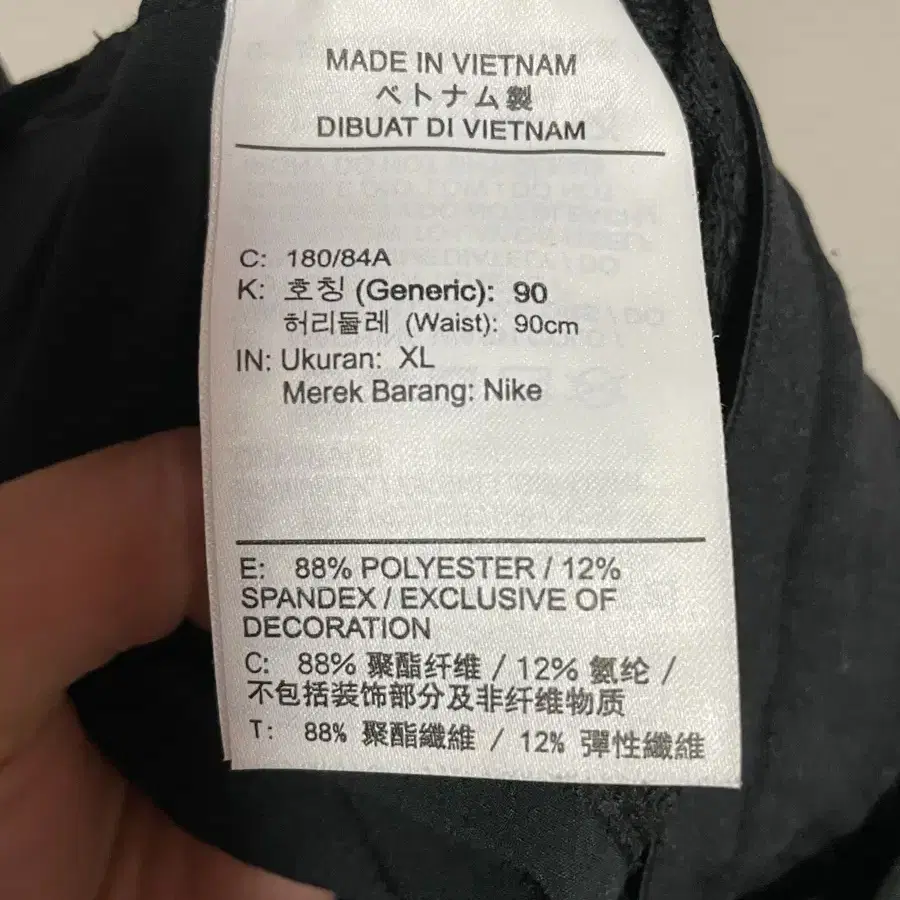 MADE IN VIETNAM
ベトナム製
DIBUAT DI VIETNAM
C: 180/84A
K: 호칭 (Generic): 90
허리둘레 (Waist): 90cm
IN: Ukuran: XL
Merek Barang: Nike
E: 88% POLYESTER / 12%
SPANDEX / EXCLUSIVE OF
DECORATION
C: 88% 聚酯纤维 / 12% 氨纶 /
不包括装饰部分及非纤维物质
T: 88% 聚酯纖維 / 12% 彈性纖維